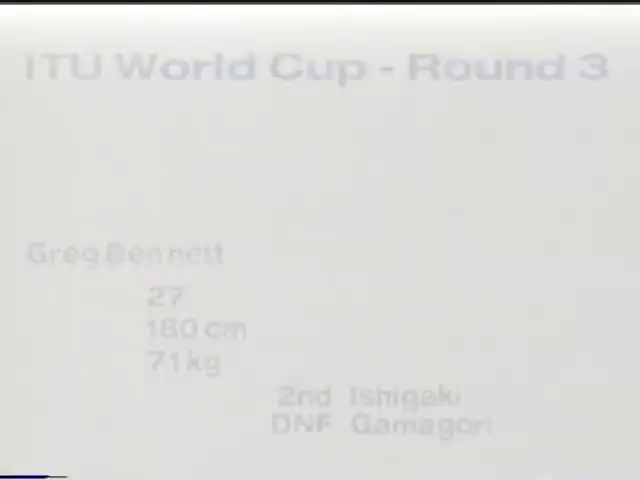 ITU World Cup - Round 3
Greg Bennett
27
180 cm
71 kg
2nd Ishigaki
DNF Gamagori